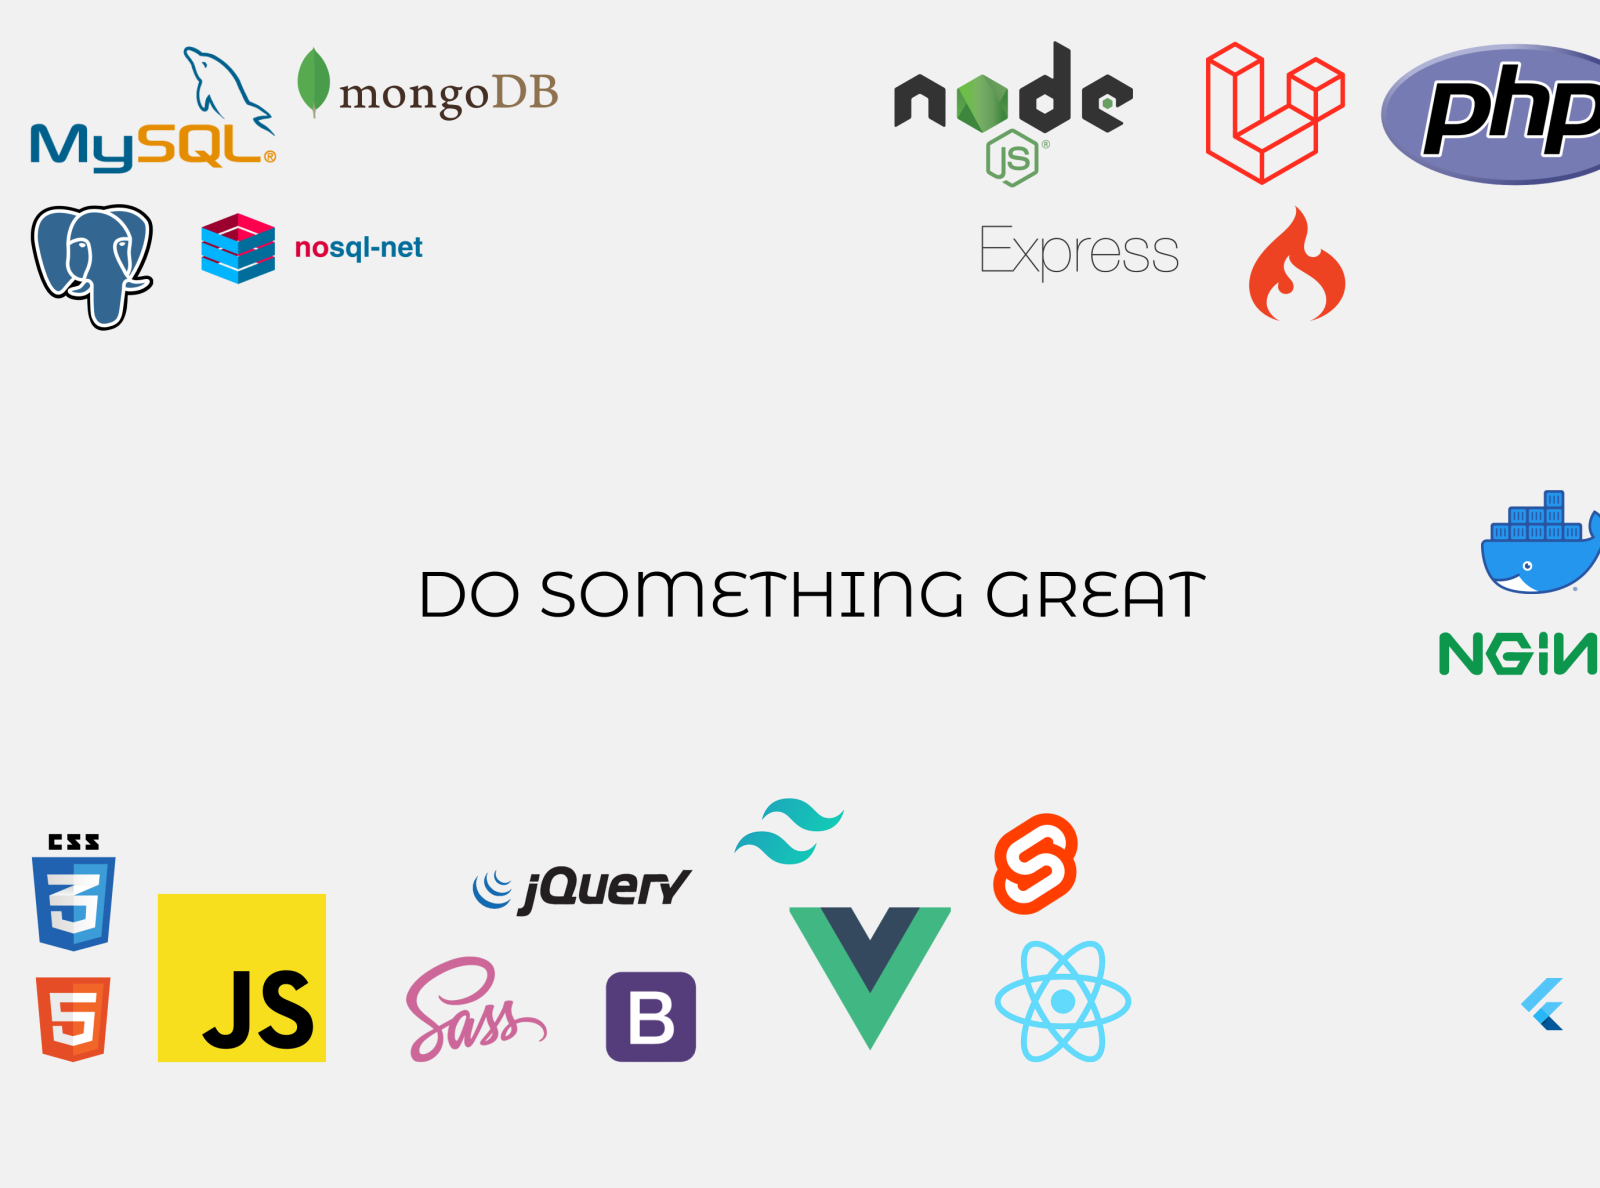 MySQL®
mongoDB
node
JS®
php
nosql-net
Express
DO SOMETHING GREAT
NGIN
CSS
3
jQuery
5
JS
Sass
B